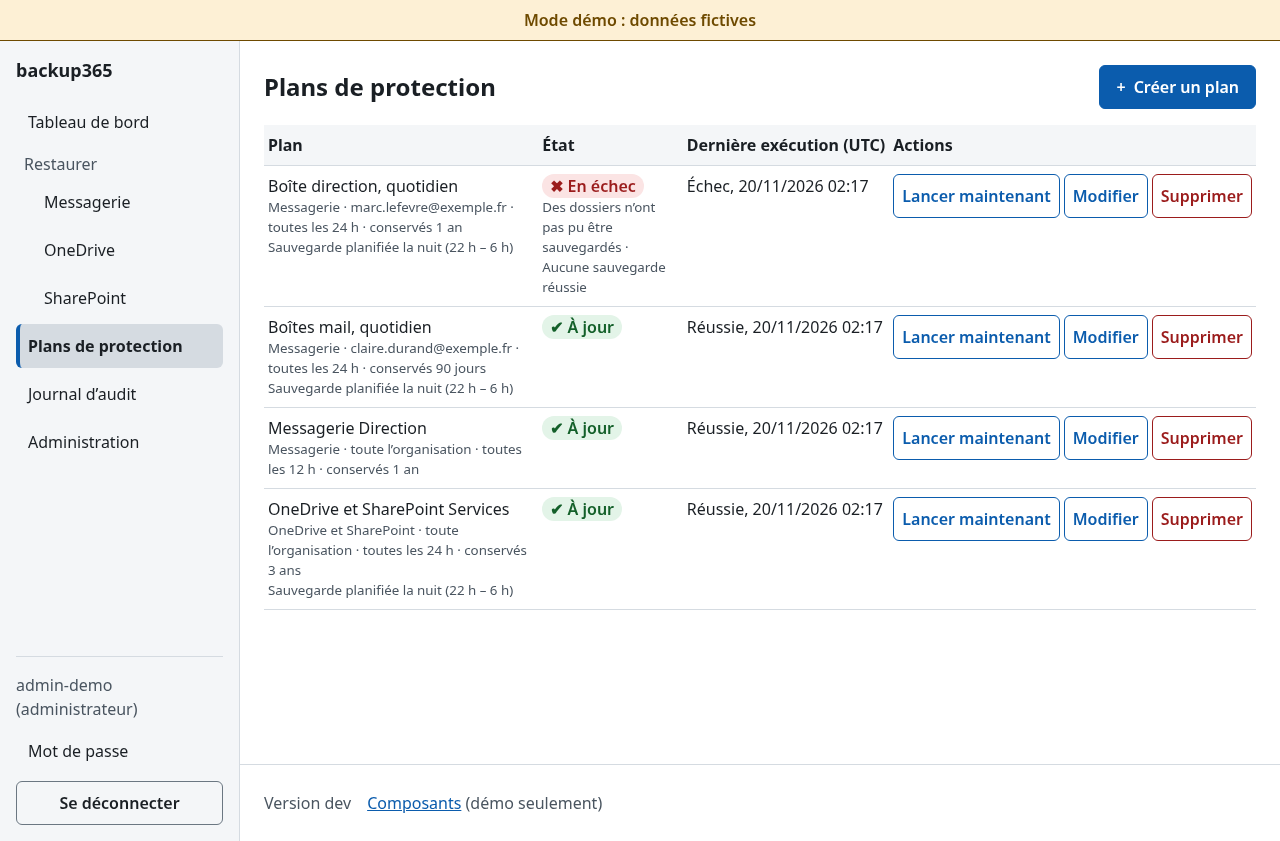 Mode démo : données fictives
backup365
Tableau de bord
Restaurer
Messagerie
OneDrive
SharePoint
Plans de protection
Journal d’audit
Administration
admin-demo
(administrateur)
Mot de passe
Se déconnecter
Plans de protection
+ Créer un plan
Plan État Dernière exécution (UTC) Actions
Boîte direction, quotidien
Messagerie · marc.lefevre@exemple.fr ·
toutes les 24 h · conservés 1 an
Sauvegarde planifiée la nuit (22 h – 6 h)
✖ En échec
Des dossiers n’ont
pas pu être
sauvegardés ·
Aucune sauvegarde
réussie
Échec, 20/11/2026 02:17
Lancer maintenant Modifier Supprimer
Boîtes mail, quotidien
Messagerie · claire.durand@exemple.fr ·
toutes les 24 h · conservés 90 jours
Sauvegarde planifiée la nuit (22 h – 6 h)
✔ À jour
Réussie, 20/11/2026 02:17
Lancer maintenant Modifier Supprimer
Messagerie Direction
Messagerie · toute l’organisation · toutes
les 12 h · conservés 1 an
✔ À jour
Réussie, 20/11/2026 02:17
Lancer maintenant Modifier Supprimer
OneDrive et SharePoint Services
OneDrive et SharePoint · toute
l’organisation · toutes les 24 h · conservés
3 ans
Sauvegarde planifiée la nuit (22 h – 6 h)
✔ À jour
Réussie, 20/11/2026 02:17
Lancer maintenant Modifier Supprimer
Version dev Composants (démo seulement)